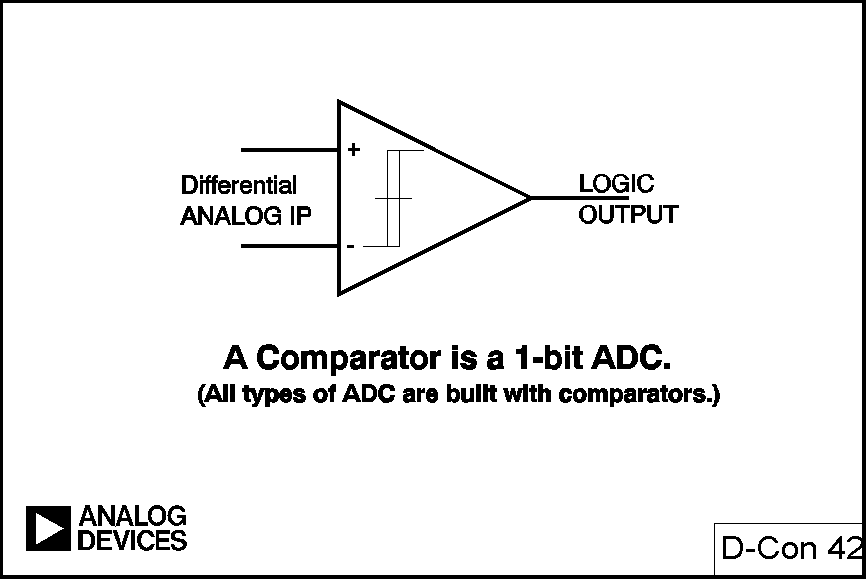 +
Differential
ANALOG IP
-
LOGIC
OUTPUT
A Comparator is a 1-bit ADC.
(All types of ADC are built with comparators.)
ANALOG
DEVICES
D-Con 42